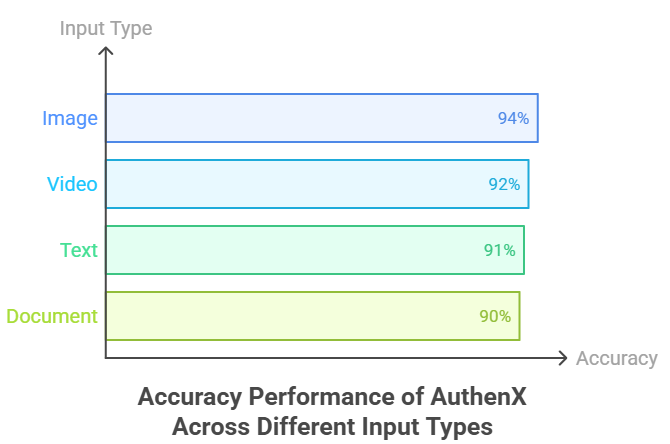 Input Type
Image
94%
Video
92%
Text
91%
Document
90%
Accuracy
Accuracy Performance of AuthenX
Across Different Input Types